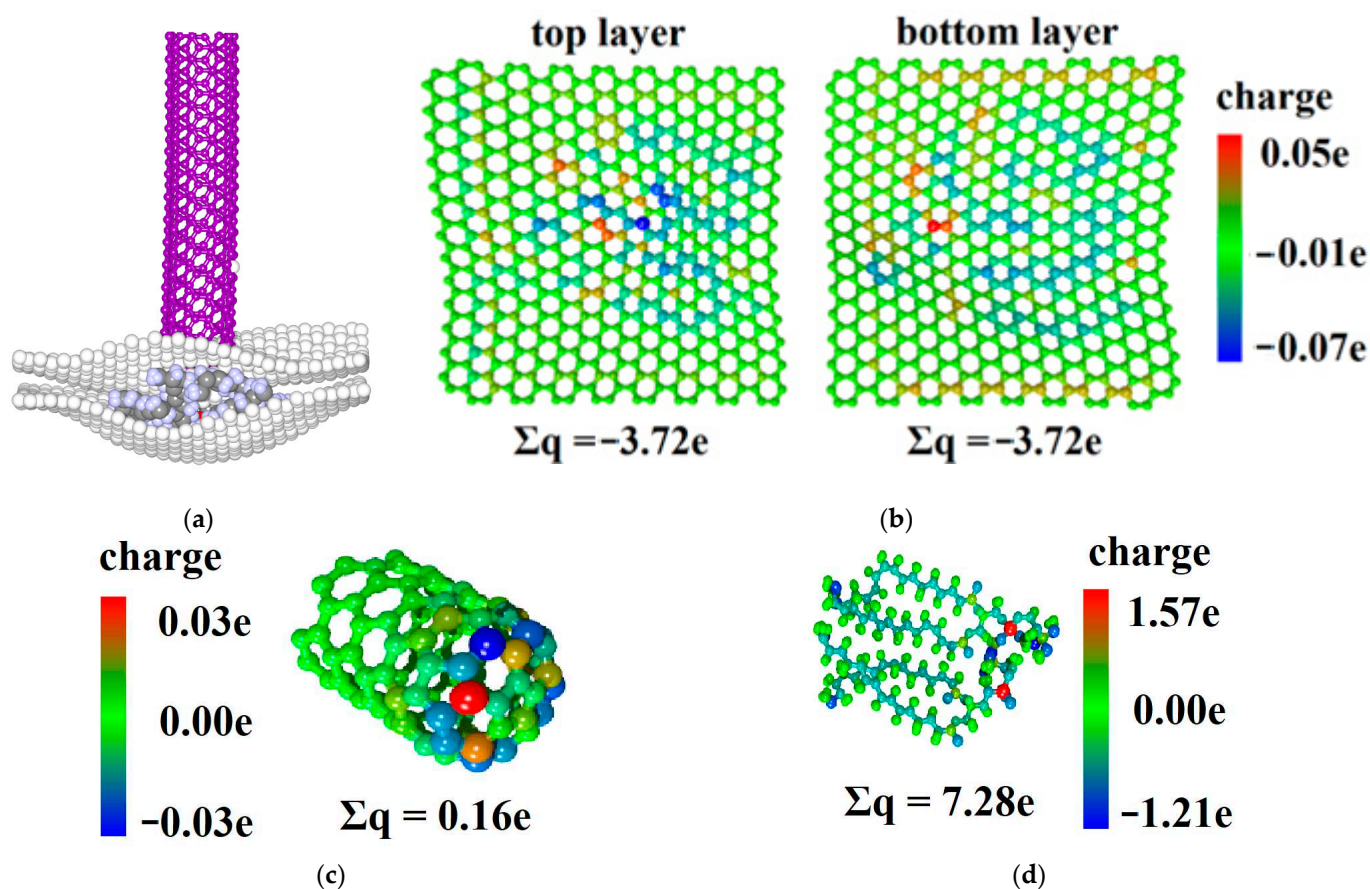 top layer
bottom layer
charge
0.05e
−0.01e
−0.07e
Σq =−3.72e
Σq =−3.72e
(a)
(b)
charge
0.03e
0.00e
−0.03e
Σq = 0.16e
(c)
charge
1.57e
0.00e
−1.21e
Σq = 7.28e
(d)